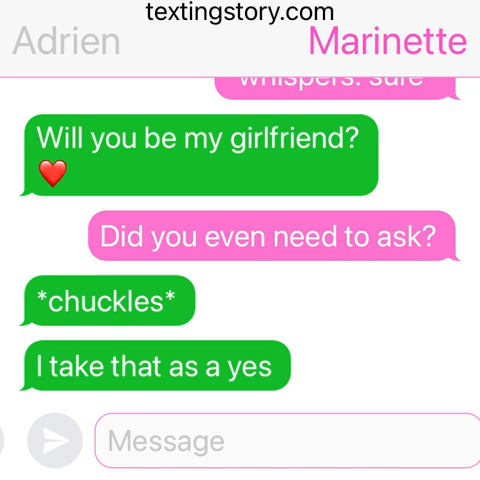 textingstory.com
Adrien
Marinette
whispers: sure
Will you be my girlfriend?
❤️
Did you even need to ask?
*chuckles*
I take that as a yes
Message